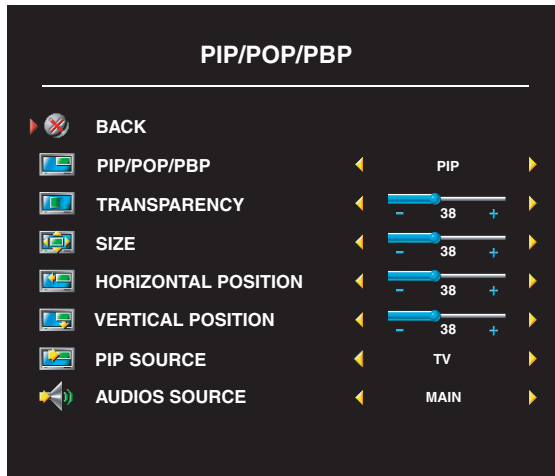 PIP/POP/PBP
BACK
PIP/POP/PBP PIP
TRANSPARENCY - 38 +
SIZE - 38 +
HORIZONTAL POSITION - 38 +
VERTICAL POSITION - 38 +
PIP SOURCE TV
AUDIOS SOURCE MAIN